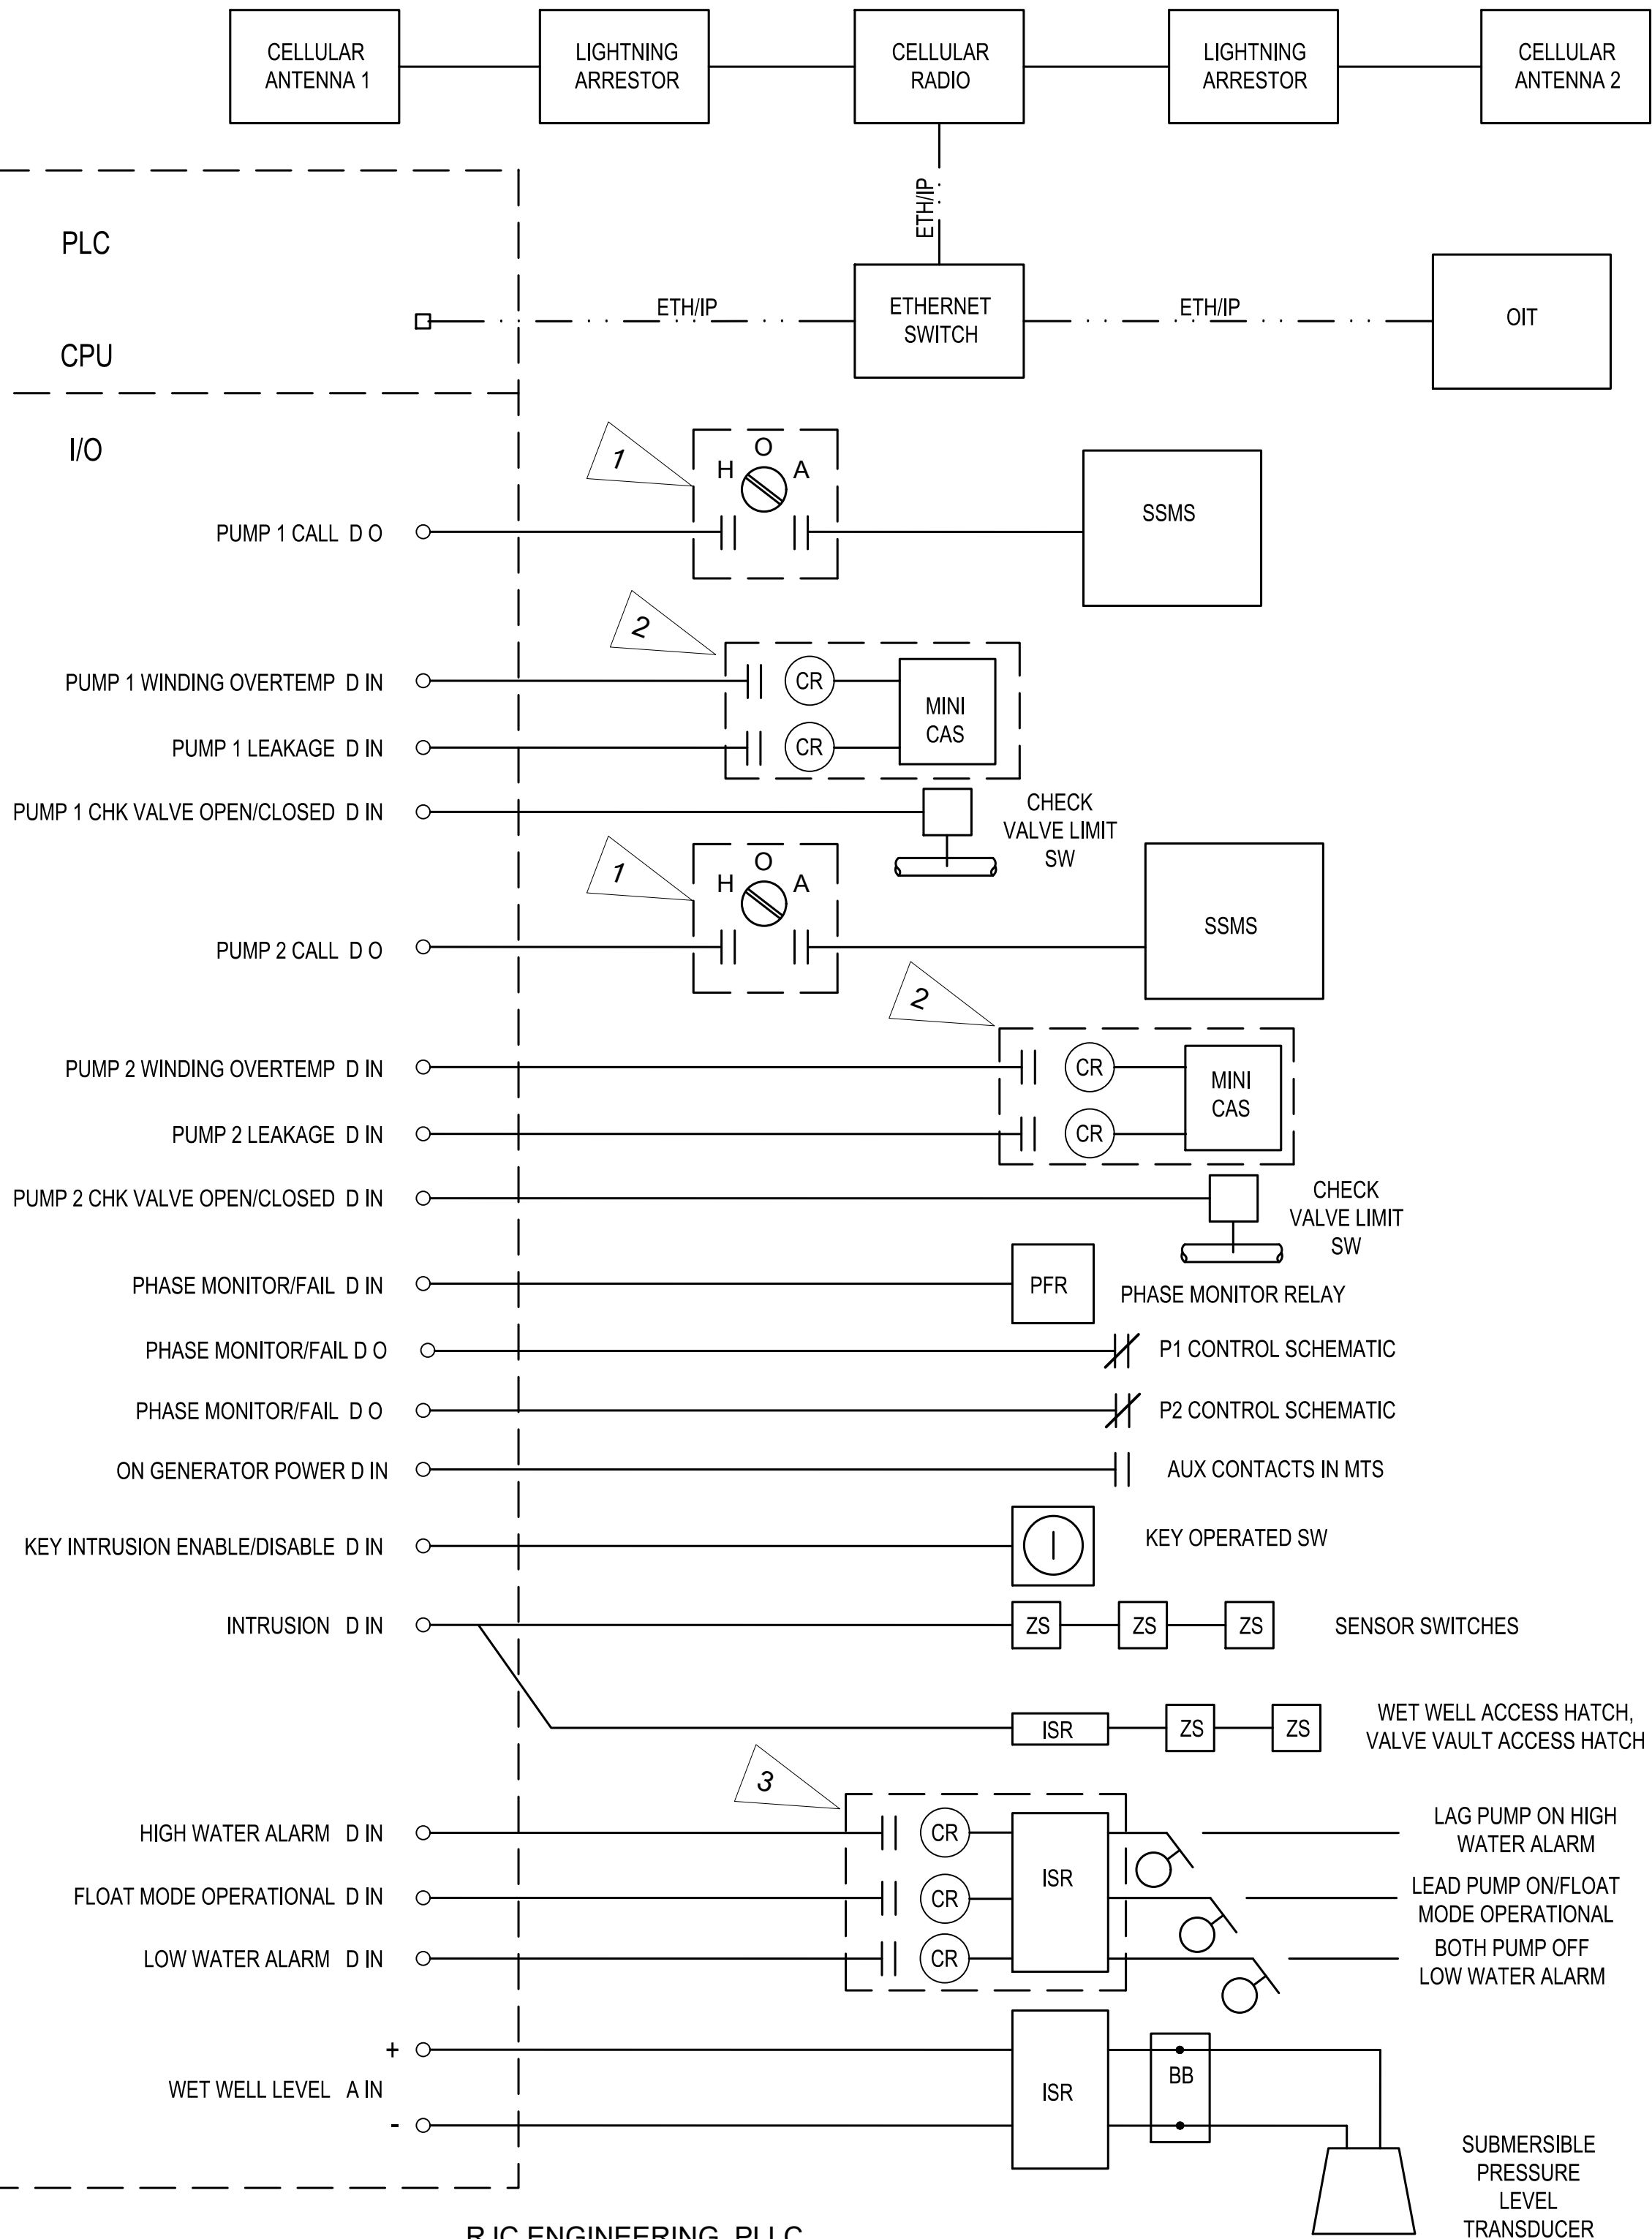 CELLULAR
ANTENNA 1
LIGHTNING
ARRESTOR
CELLULAR
RADIO
LIGHTNING
ARRESTOR
CELLULAR
ANTENNA 2
ETH/IP
PLC
CPU
ETH/IP
ETHERNET
SWITCH
ETH/IP
OIT
I/O
1
H O A
PUMP 1 CALL D O
SSMS
2
PUMP 1 WINDING OVERTEMP D IN
CR
MINI
CAS
PUMP 1 LEAKAGE D IN
CR
PUMP 1 CHK VALVE OPEN/CLOSED D IN
CHECK
VALVE LIMIT
SW
1
H O A
PUMP 2 CALL D O
SSMS
2
PUMP 2 WINDING OVERTEMP D IN
CR
MINI
CAS
PUMP 2 LEAKAGE D IN
CR
PUMP 2 CHK VALVE OPEN/CLOSED D IN
CHECK
VALVE LIMIT
SW
PHASE MONITOR/FAIL D IN
PFR
PHASE MONITOR RELAY
PHASE MONITOR/FAIL D O
P1 CONTROL SCHEMATIC
PHASE MONITOR/FAIL D O
P2 CONTROL SCHEMATIC
ON GENERATOR POWER D IN
AUX CONTACTS IN MTS
KEY INTRUSION ENABLE/DISABLE D IN
KEY OPERATED SW
INTRUSION D IN
ZS
ZS
ZS
SENSOR SWITCHES
ISR
ZS
ZS
WET WELL ACCESS HATCH,
VALVE VAULT ACCESS HATCH
3
HIGH WATER ALARM D IN
CR
ISR
LAG PUMP ON HIGH
WATER ALARM
FLOAT MODE OPERATIONAL D IN
CR
LEAD PUMP ON/FLOAT
MODE OPERATIONAL
LOW WATER ALARM D IN
CR
BOTH PUMP OFF
LOW WATER ALARM
+
WET WELL LEVEL A IN
-
ISR
BB
SUBMERSIBLE
PRESSURE
LEVEL
TRANSDUCER
RJC ENGINEERING, PLLC